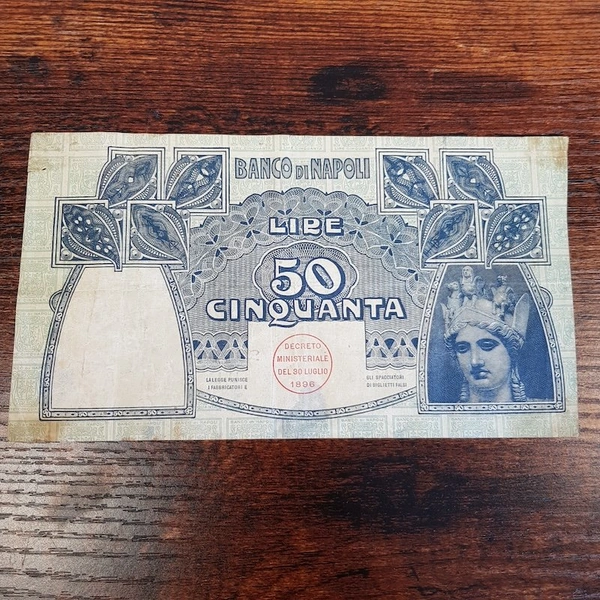 BANCO DI NAPOLI
LIRE
50
CINQUANTA
DECRETO
MINISTERIALE
DEL 30 LUGLIO
1896
LA LEGGE PUNISCE
I FABBRICATORI E
GLI SPACCIATORI
DI BIGLIETTI FALSI